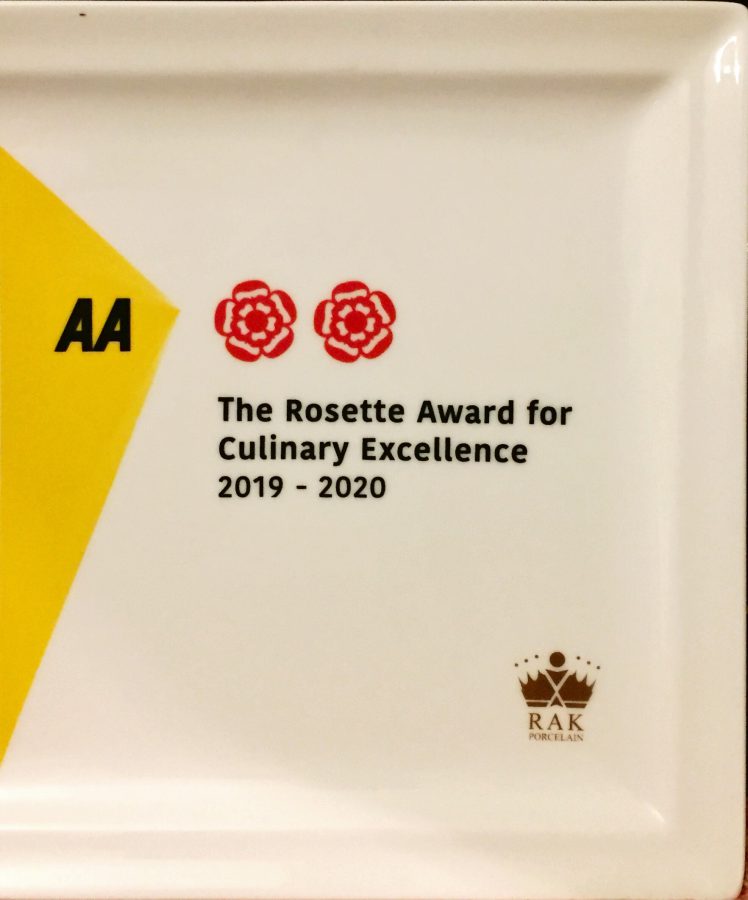 AA
The Rosette Award for
Culinary Excellence
2019 - 2020
RAK
PORCELAIN